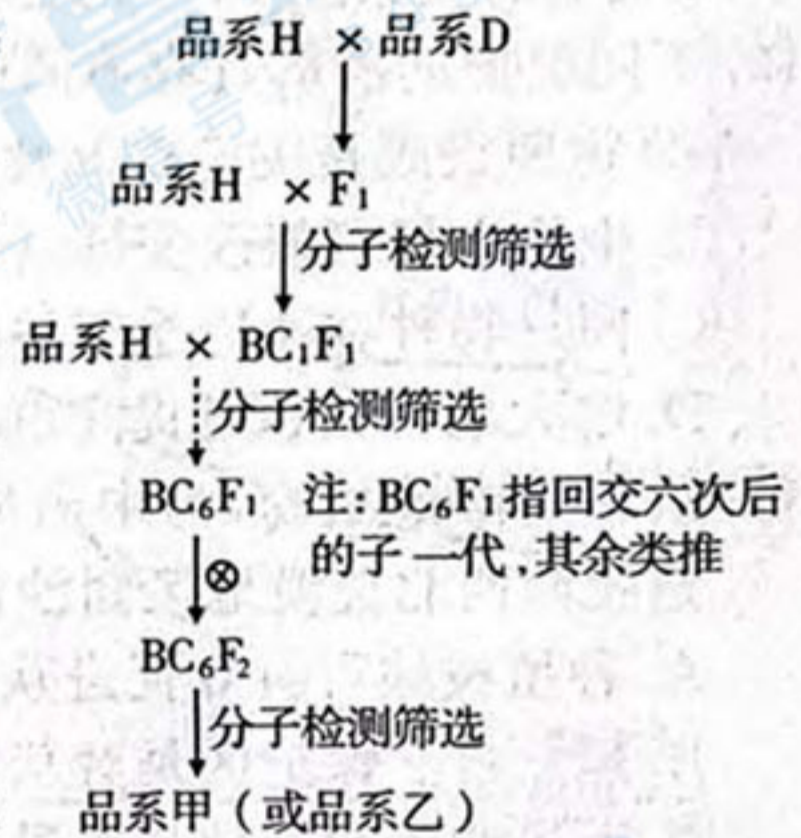 品系H × 品系D
品系H × F₁
分子检测筛选
品系H × BC₁F₁
分子检测筛选
BC₆F₁ 注:BC₆F₁指回交六次后
的子一代,其余类推
⊗
BC₆F₂
分子检测筛选
品系甲(或品系乙)
微信号